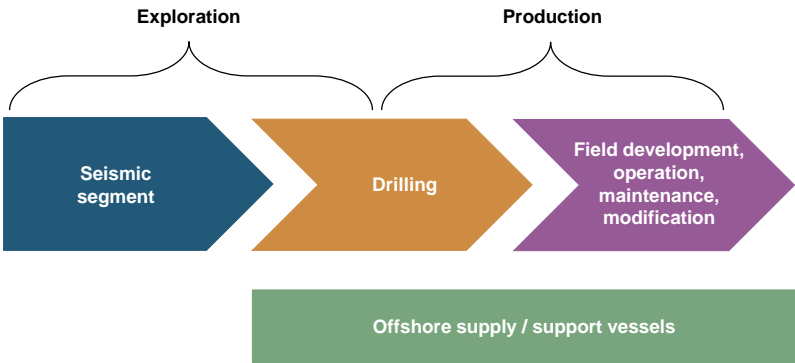 Exploration
Production
Seismic
segment
Drilling
Field development,
operation,
maintenance,
modification
Offshore supply / support vessels